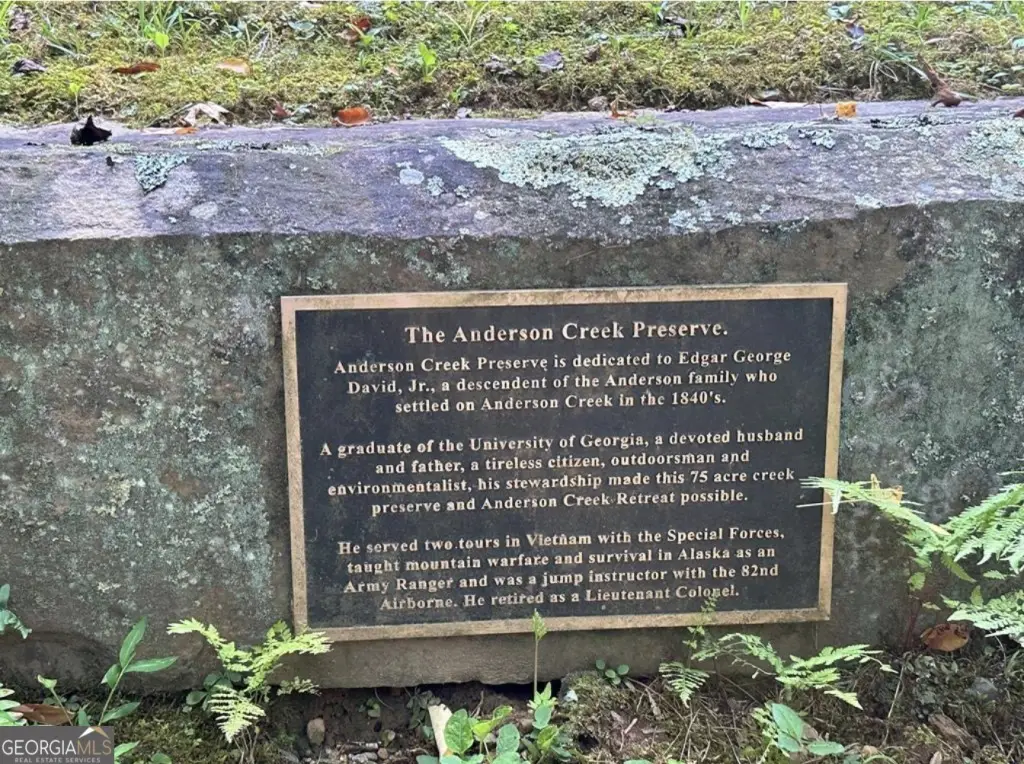 The Anderson Creek Preserve.
Anderson Creek Preserve is dedicated to Edgar George
David, Jr., a descendent of the Anderson family who
settled on Anderson Creek in the 1840's.
A graduate of the University of Georgia, a devoted husband
and father, a tireless citizen, outdoorsman and
environmentalist, his stewardship made this 75 acre creek
preserve and Anderson Creek Retreat possible.
He served two tours in Vietnam with the Special Forces,
taught mountain warfare and survival in Alaska as an
Army Ranger and was a jump instructor with the 82nd
Airborne. He retired as a Lieutenant Colonel.
GEORGIAMLS
REAL ESTATE SERVICES